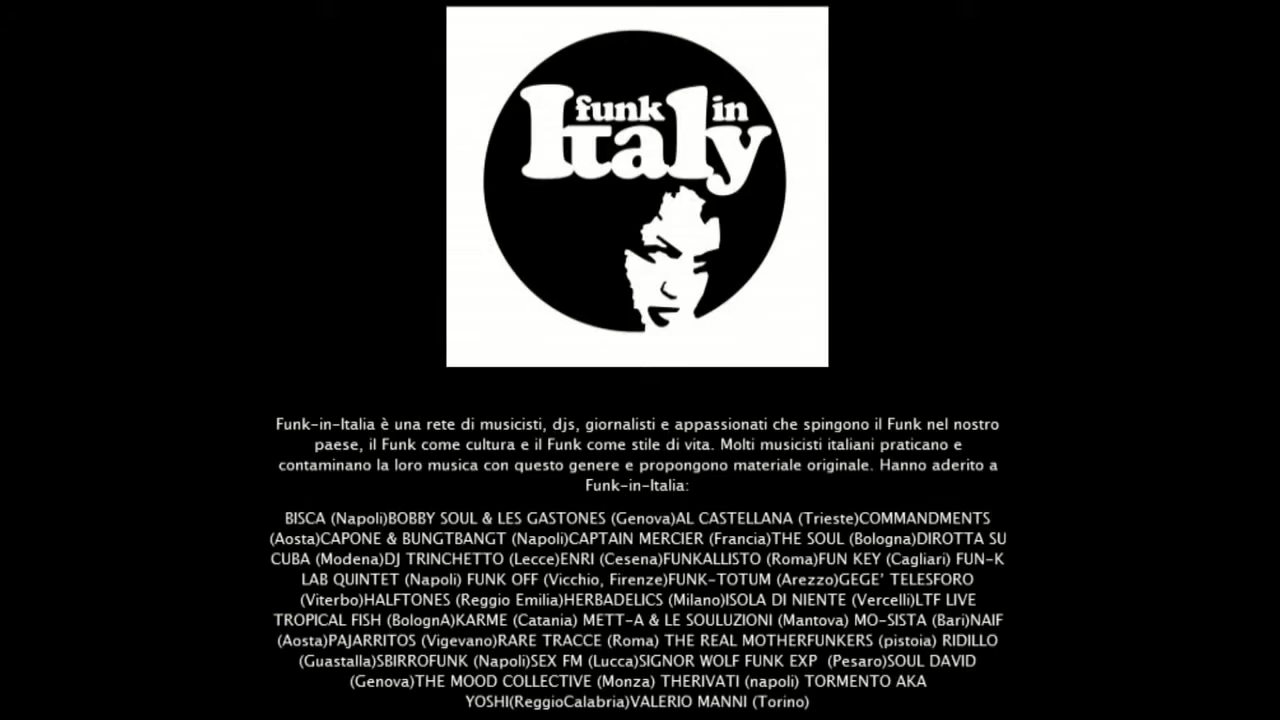 funk in
Italy
Funk-in-Italia è una rete di musicisti, djs, giornalisti e appassionati che spingono il Funk nel nostro
paese, il Funk come cultura e il Funk come stile di vita. Molti musicisti italiani praticano e
contaminano la loro musica con questo genere e propongono materiale originale. Hanno aderito a
Funk-in-Italia:
BISCA (Napoli)BOBBY SOUL & LES GASTONES (Genova)AL CASTELLANA (Trieste)COMMANDMENTS
(Aosta)CAPONE & BUNGTBANGT (Napoli)CAPTAIN MERCIER (Francia)THE SOUL (Bologna)DIROTTA SU
CUBA (Modena)DJ TRINCHETTO (Lecce)ENRI (Cesena)FUNKALLISTO (Roma)FUN KEY (Cagliari) FUN-K
LAB QUINTET (Napoli) FUNK OFF (Vicchio, Firenze)FUNK-TOTUM (Arezzo)GEGE' TELESFORO
(Viterbo)HALFTONES (Reggio Emilia)HERBADELICS (Milano)ISOLA DI NIENTE (Vercelli)LTF LIVE
TROPICAL FISH (BolognA)KARME (Catania) METT-A & LE SOULUZIONI (Mantova) MO-SISTA (Bari)NAIF
(Aosta)PAJARRITOS (Vigevano)RARE TRACCE (Roma) THE REAL MOTHERFUNKERS (pistoia) RIDILLO
(Guastalla)SBIRROFUNK (Napoli)SEX FM (Lucca)SIGNOR WOLF FUNK EXP  (Pesaro)SOUL DAVID
(Genova)THE MOOD COLLECTIVE (Monza) THERIVATI (napoli) TORMENTO AKA
YOSHI(ReggioCalabria)VALERIO MANNI (Torino)